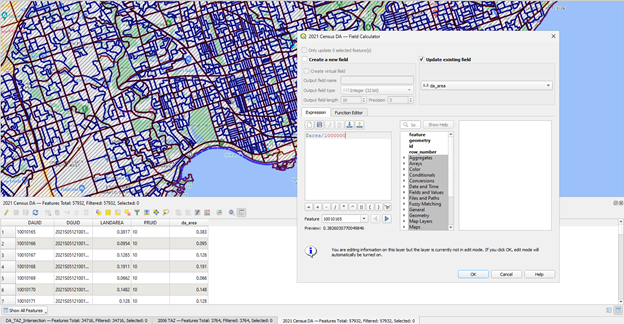 2021 Census DA — Field Calculator
Only update 0 selected feature(s)
Create a new field
Update existing field
Create virtual field
Output field name
Output field type
Integer (32 bit)
Output field length
10
Precision
3
1.2 da_area
Expression
Function Editor
Show Help
$area/1000000
feature
geometry
id
row_number
Aggregates
Arrays
Color
Conditionals
Conversions
Date and Time
Fields and Values
Files and Paths
Fuzzy Matching
General
Geometry
Map Layers
Maps
Feature 10010165
You are editing information on this layer but the layer is currently not in edit mode. If you click OK, edit mode will
automatically be turned on.
OK
Cancel
Help
2021 Census DA — Features Total: 57932, Filtered: 57932, Selected: 0
DAUID DGUID LANDAREA PRUID da_area
1 10010165 2021S05121001... 0.3817 10 0.383
2 10010166 2021S05121001... 0.0954 10 0.095
3 10010167 2021S05121001... 0.1265 10 0.128
4 10010168 2021S05121001... 0.1911 10 0.191
5 10010169 2021S05121001... 0.0662 10 0.066
6 10010170 2021S05121001... 0.1482 10 0.148
7 10010171 2021S05121001... 0.128 10 0.128
Show All Features
DA_TAZ_Intersection — Features Total: 34716, Filtered: 34716, Selected: 0
2006 TAZ — Features Total: 3764, Filtered: 3764, Selected: 0
2021 Census DA — Features Total: 57932, Filtered: 57932, Selected: 0